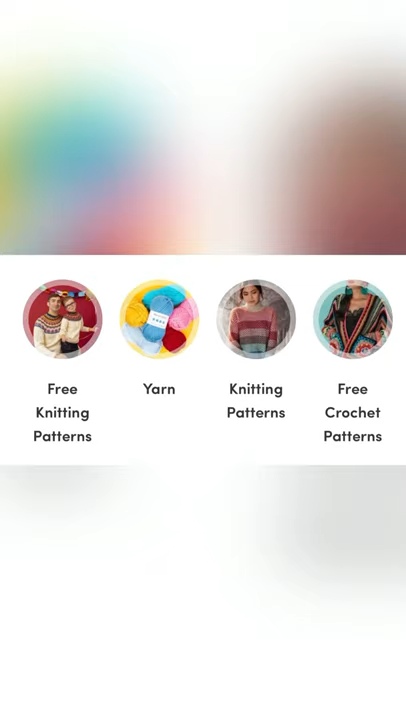 Free
Knitting
Patterns
Yarn
Knitting
Patterns
Free
Crochet
Patterns